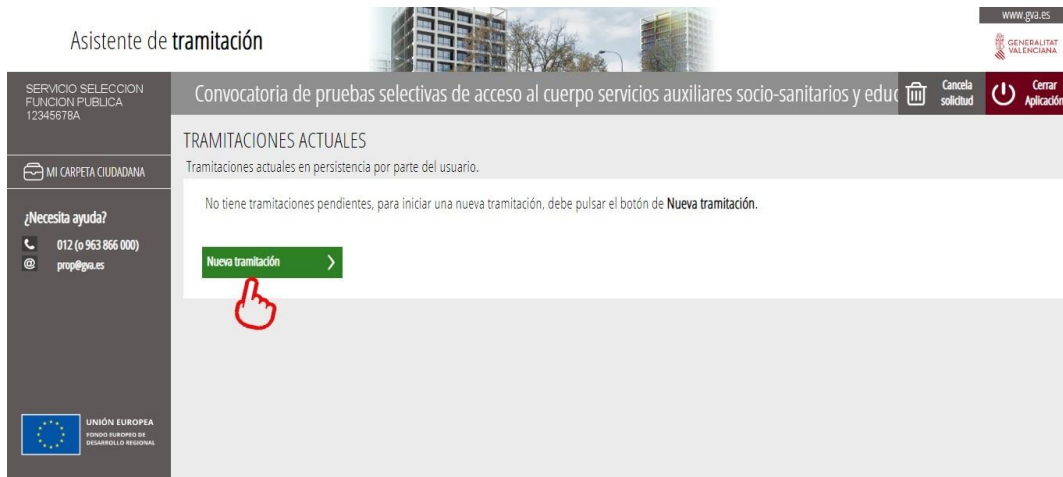 www.gva.es
Asistente de tramitación
GENERALITAT
VALENCIANA
SERVICIO SELECCION
FUNCION PUBLICA
12345678A
Convocatoria de pruebas selectivas de acceso al cuerpo servicios auxiliares socio-sanitarios y educ
Cancela
solicitud
Cerrar
Aplicación
MI CARPETA CIUDADANA
¿Necesita ayuda?
012 (o 963 866 000)
@ prop@gva.es
TRAMITACIONES ACTUALES
Tramitaciones actuales en persistencia por parte del usuario.
No tiene tramitaciones pendientes, para iniciar una nueva tramitación, debe pulsar el botón de Nueva tramitación.
Nueva tramitación
UNIÓN EUROPEA
FONDO EUROPEO DE
DESARROLLO REGIONAL